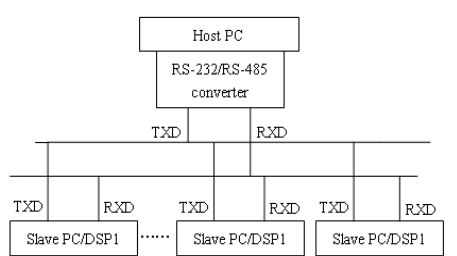 Host PC
RS-232/RS-485
converter
TXD RXD
TXD RXD TXD RXD TXD RXD
Slave PC/DSP1 ...... Slave PC/DSP1 Slave PC/DSP1